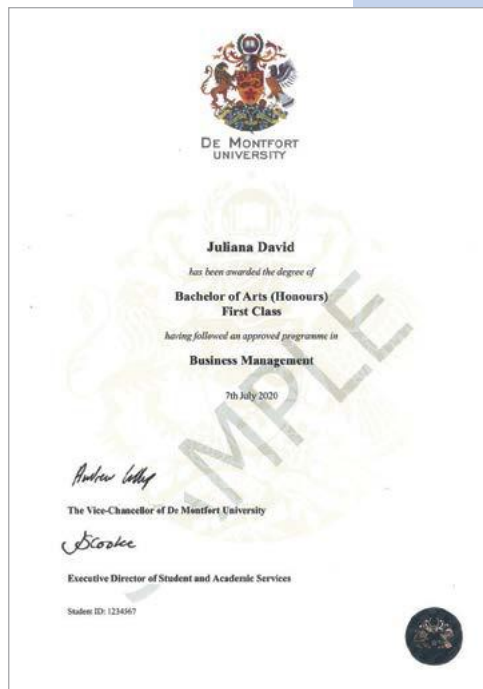 DE MONTFORT
UNIVERSITY
Juliana David
has been awarded the degree of
Bachelor of Arts (Honours)
First Class
having followed an approved programme in
Business Management
7th July 2020
SAMPLE
The Vice-Chancellor of De Montfort University
Executive Director of Student and Academic Services
Student ID: 1234567